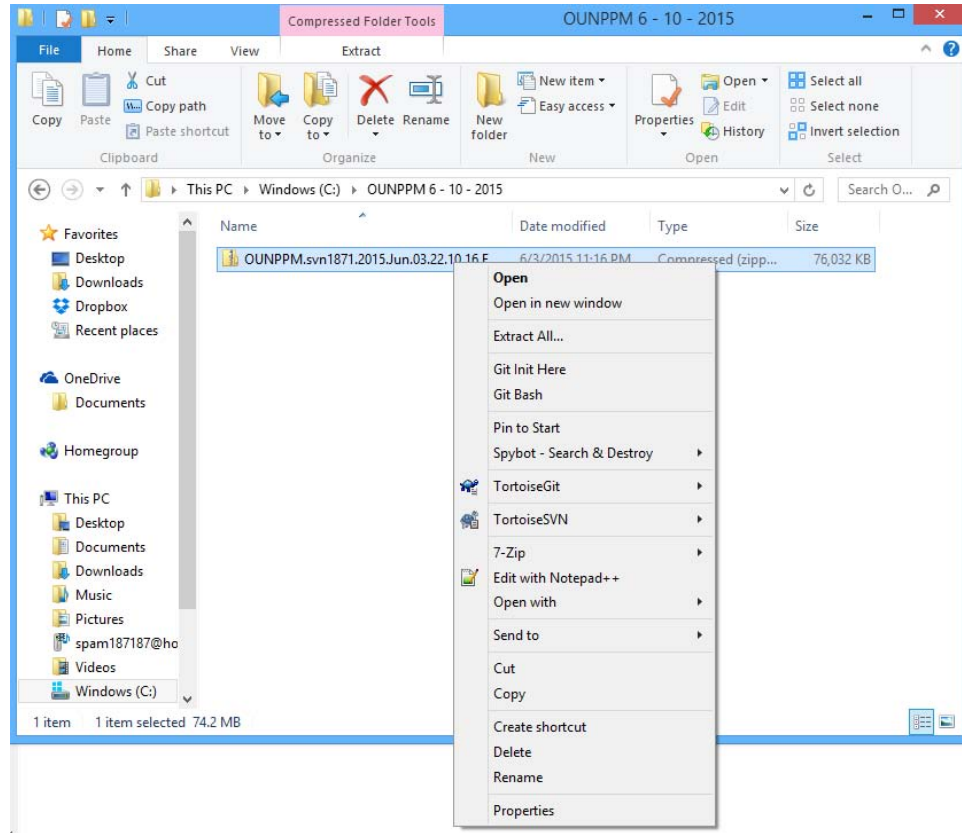 Compressed Folder Tools
OUNPPM 6 - 10 - 2015
File
Home
Share
View
Extract
Copy
Paste
Cut
Copy path
Paste shortcut
Clipboard
Move to
Copy to
Delete
Rename
Organize
New folder
New item
Easy access
New
Properties
Open
Edit
History
Open
Select all
Select none
Invert selection
Select
This PC
Windows (C:)
OUNPPM 6 - 10 - 2015
Search O...
Name
Date modified
Type
Size
OUNPPM.svn1871.2015.Jun.03.22.10.16.F
6/3/2015 11:16 PM
Compressed (zipp...
76,032 KB
Favorites
Desktop
Downloads
Dropbox
Recent places
OneDrive
Documents
Homegroup
This PC
Desktop
Documents
Downloads
Music
Pictures
spam187187@ho
Videos
Windows (C:)
Open
Open in new window
Extract All...
Git Init Here
Git Bash
Pin to Start
Spybot - Search & Destroy
TortoiseGit
TortoiseSVN
7-Zip
Edit with Notepad++
Open with
Send to
Cut
Copy
Create shortcut
Delete
Rename
Properties
1 item
1 item selected 74.2 MB